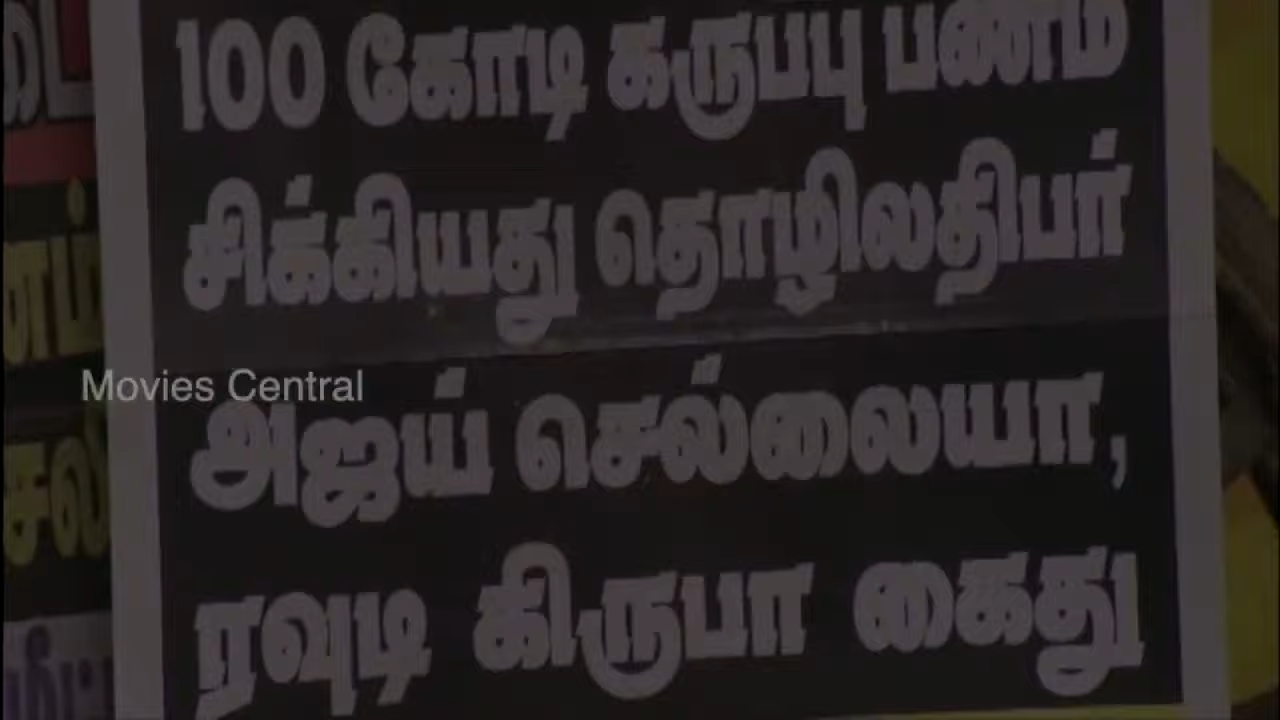 100 கோடி கருப்பு பணம்
சிக்கியது தொழிலதிபர்
Movies Central
அஜய் செல்லையா,
ரவுடி கிருபா கைது